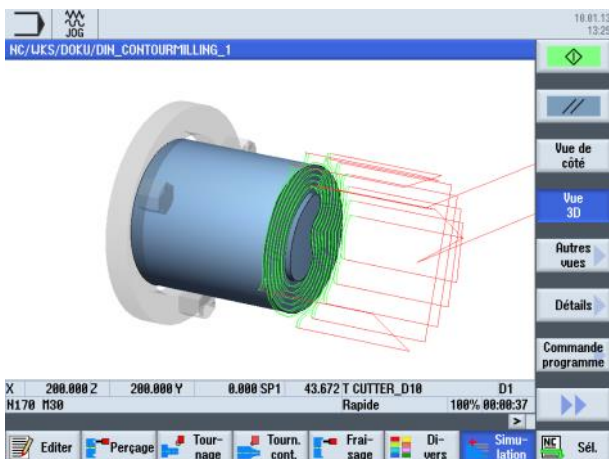 JOG
10.01.13
13:29
NC/WKS/DOKU/DIN_CONTOURMILLING_1
Vue de
côté
Vue
3D
Autres
vues
Détails
Commande
programme
X 200.000 Z 200.000 Y 0.000 SP1 43.672 T CUTTER_D10 D1
N170 M30 Rapide 100% 00:00:37
Editer
Perçage
Tour-
nage
Tourn.
cont.
Frai-
sage
Di-
vers
Simu-
lation
NC
Sél.